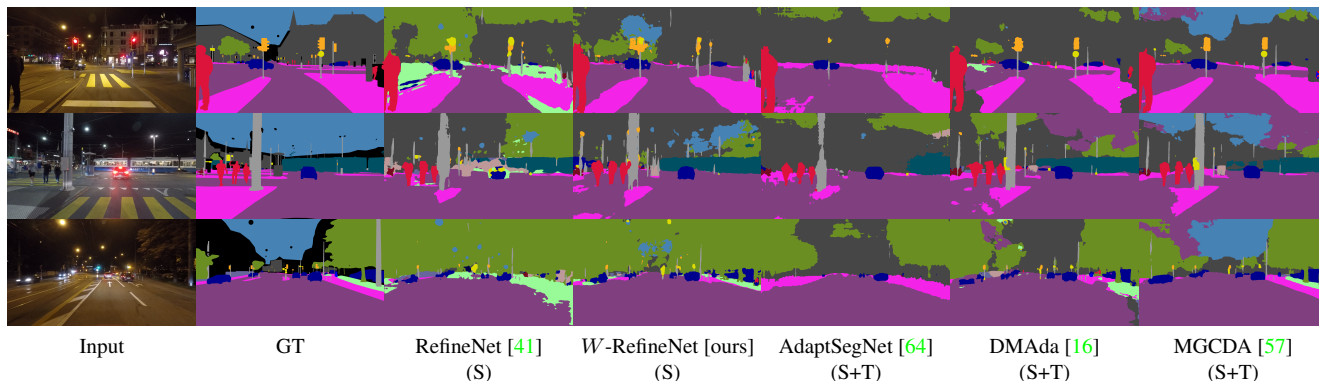 Input GT RefineNet [41] W-RefineNet [ours] AdaptSegNet [64] DMAda [16] MGCDA [57]
(S) (S) (S+T) (S+T) (S+T)